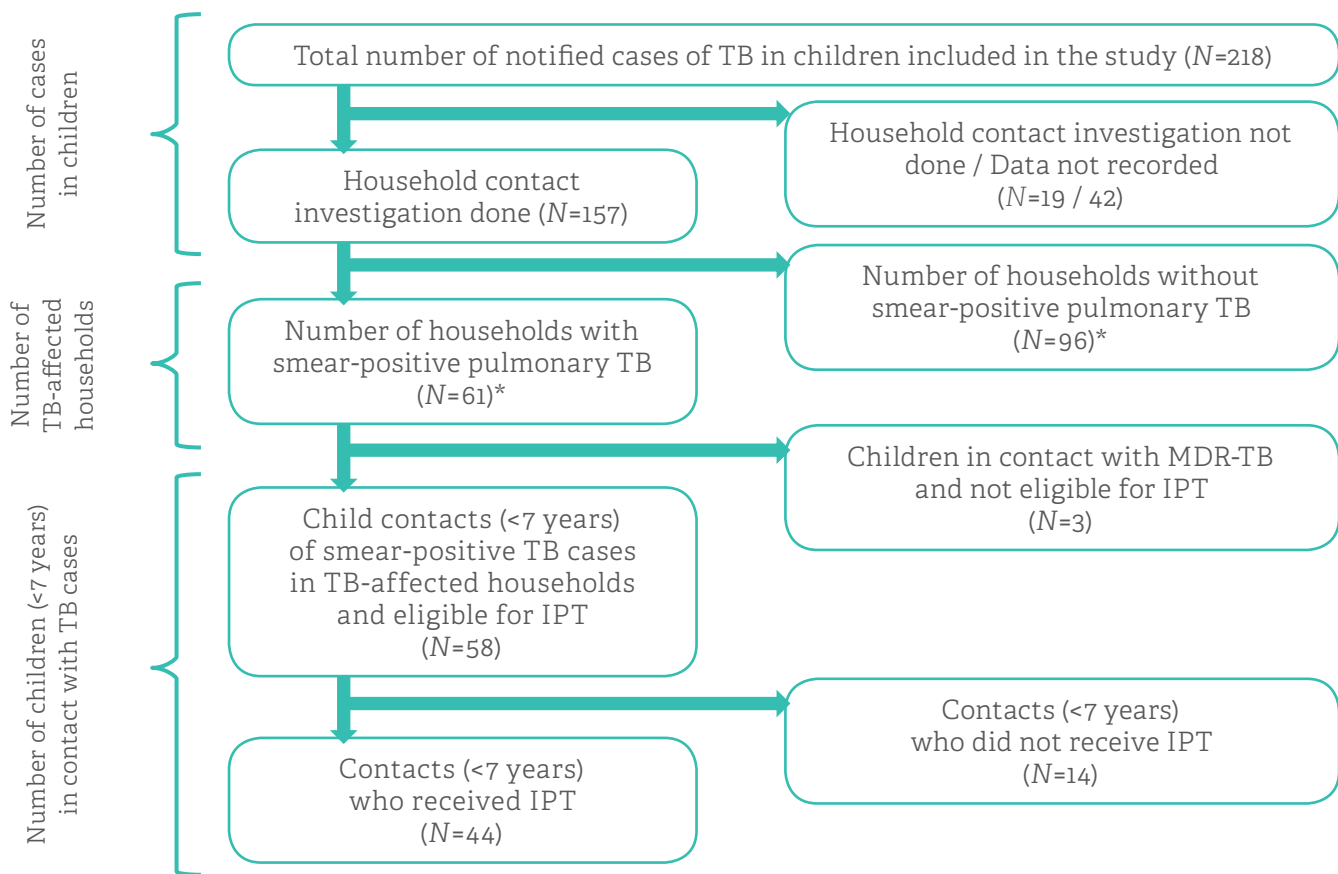 Number of cases
in children
Total number of notified cases of TB in children included in the study (N=218)
Household contact investigation not
done / Data not recorded
(N=19 / 42)
Household contact
investigation done (N=157)
Number of
TB-affected
households
Number of households without
smear-positive pulmonary TB
(N=96)*
Number of households with
smear-positive pulmonary TB
(N=61)*
Number of children (<7 years)
in contact with TB cases
Children in contact with MDR-TB
and not eligible for IPT
(N=3)
Child contacts (<7 years)
of smear-positive TB cases
in TB-affected households
and eligible for IPT
(N=58)
Contacts (<7 years)
who did not receive IPT
(N=14)
Contacts (<7 years)
who received IPT
(N=44)